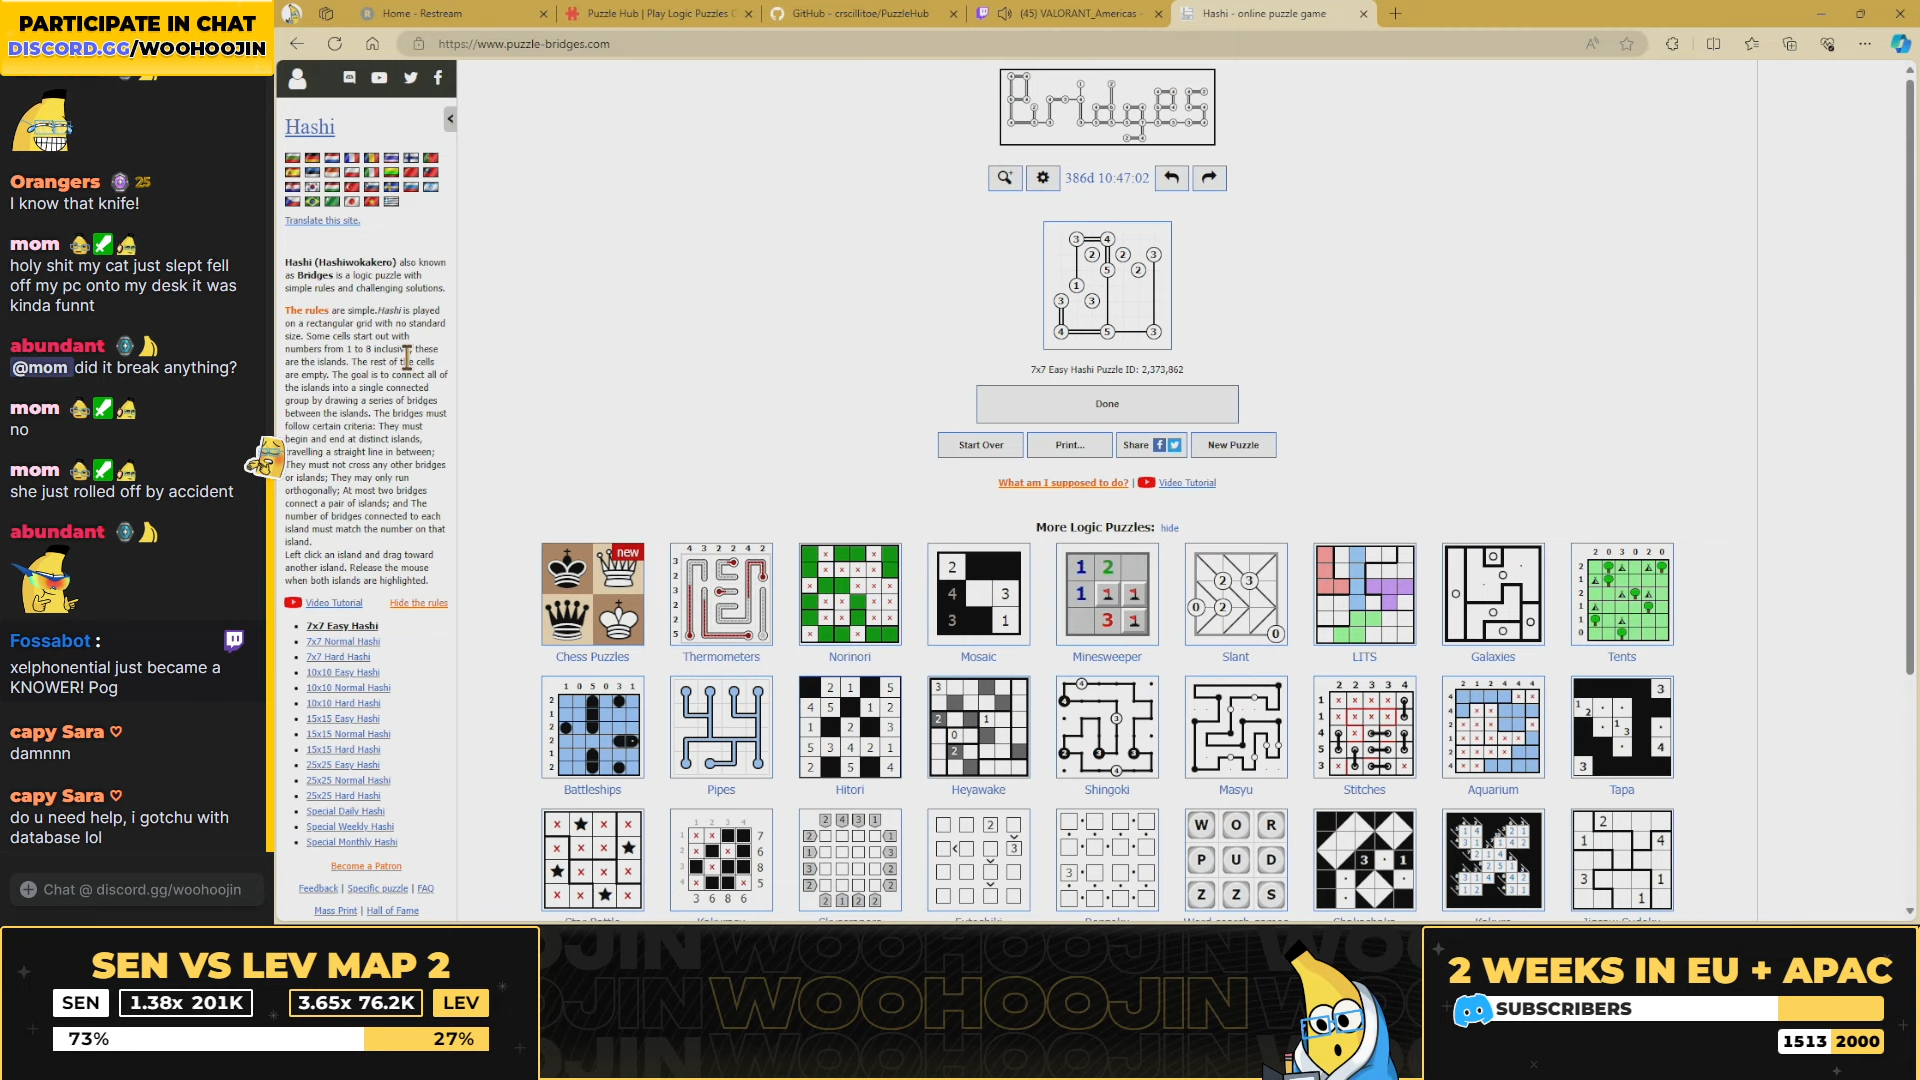 PARTICIPATE IN CHAT
DISCORD.GG/WOOHOOJIN
Orangers 25
I know that knife!
mom
holy shit my cat just slept fell
off my pc onto my desk it was
kinda funnt
abundant
@mom did it break anything?
mom
no
mom
she just rolled off by accident
abundant
Fossabot :
xelphonential just became a
KNOWER! Pog
capy Sara ♡
damnnn
capy Sara ♡
do u need help, i gotchu with
database lol
Chat @ discord.gg/woohoojin
Home - Restream
Puzzle Hub | Play Logic Puzzles
GitHub - crscillitoe/PuzzleHub
(45) VALORANT_Americas -
Hashi - online puzzle game
https://www.puzzle-bridges.com
Hashi
Translate this site.
Hashi (Hashiwokakero) also known
as Bridges is a logic puzzle with
simple rules and challenging solutions.
The rules are simple. Hashi is played
on a rectangular grid with no standard
size. Some cells start out with
numbers from 1 to 8 inclusive; these
are the islands. The rest of the cells
are empty. The goal is to connect all of
the islands into a single connected
group by drawing a series of bridges
between the islands. The bridges must
follow certain criteria: They must
begin and end at distinct islands,
travelling a straight line in between;
They must not cross any other bridges
or islands; They may only run
orthogonally; At most two bridges
connect a pair of islands; and The
number of bridges connected to each
island must match the number on that
island.
Left click an island and drag toward
another island. Release the mouse
when both islands are highlighted.
Video Tutorial Hide the rules
7x7 Easy Hashi
7x7 Normal Hashi
7x7 Hard Hashi
10x10 Easy Hashi
10x10 Normal Hashi
10x10 Hard Hashi
15x15 Easy Hashi
15x15 Normal Hashi
15x15 Hard Hashi
25x25 Easy Hashi
25x25 Normal Hashi
25x25 Hard Hashi
Special Daily Hashi
Special Weekly Hashi
Special Monthly Hashi
Become a Patron
Feedback | Specific puzzle | FAQ
Mass Print | Hall of Fame
Bridges
386d 10:47:02
3 4
2 2 3
5 2
1
3 3
4 5 3
7x7 Easy Hashi Puzzle ID: 2,373,862
Done
Start Over Print... Share New Puzzle
What am I supposed to do? | Video Tutorial
More Logic Puzzles: hide
new
Chess Puzzles Thermometers Norinori Mosaic Minesweeper Slant LITS Galaxies Tents
Battleships Pipes Hitori Heyawake Shingoki Masyu Stitches Aquarium Tapa
W O R
P U D
Z Z S
SEN VS LEV MAP 2
SEN 1.38x 201K 3.65x 76.2K LEV
73% 27%
WOOHOOJIN
2 WEEKS IN EU + APAC
SUBSCRIBERS
1513 2000